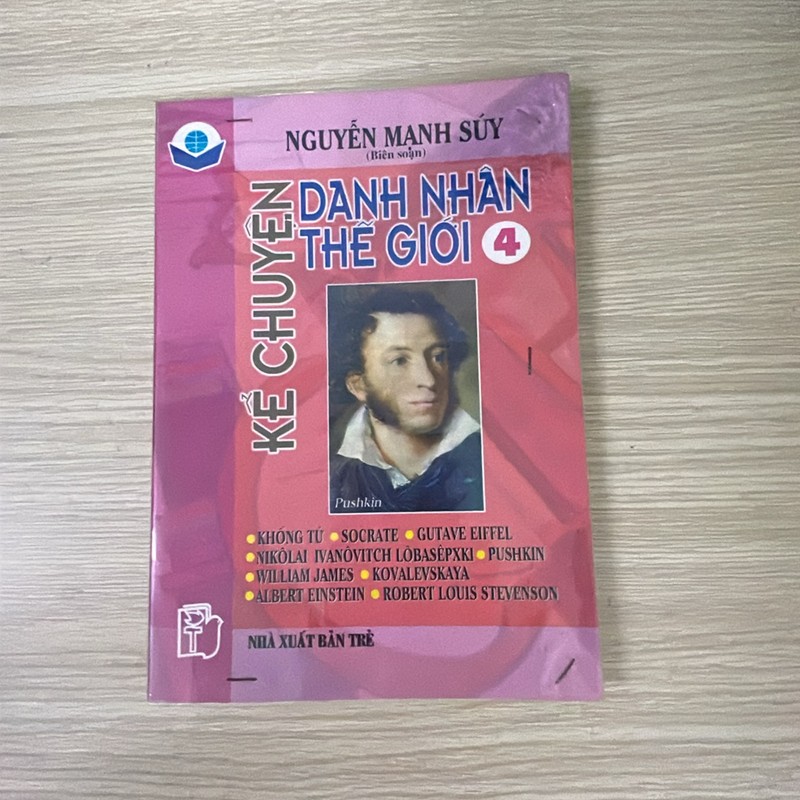 NGUYỄN MẠNH SÚY
(Biên soạn)
KỂ CHUYỆN
DANH NHÂN
THẾ GIỚI 4
Pushkin
• KHỔNG TỬ • SOCRATE • GUTAVE EIFFEL
• NIKÔLAI IVANÔVITCH LÔBASÉPXKI • PUSHKIN
• WILLIAM JAMES • KOVALEVSKAYA
• ALBERT EINSTEIN • ROBERT LOUIS STEVENSON
T
NHÀ XUẤT BẢN TRẺ